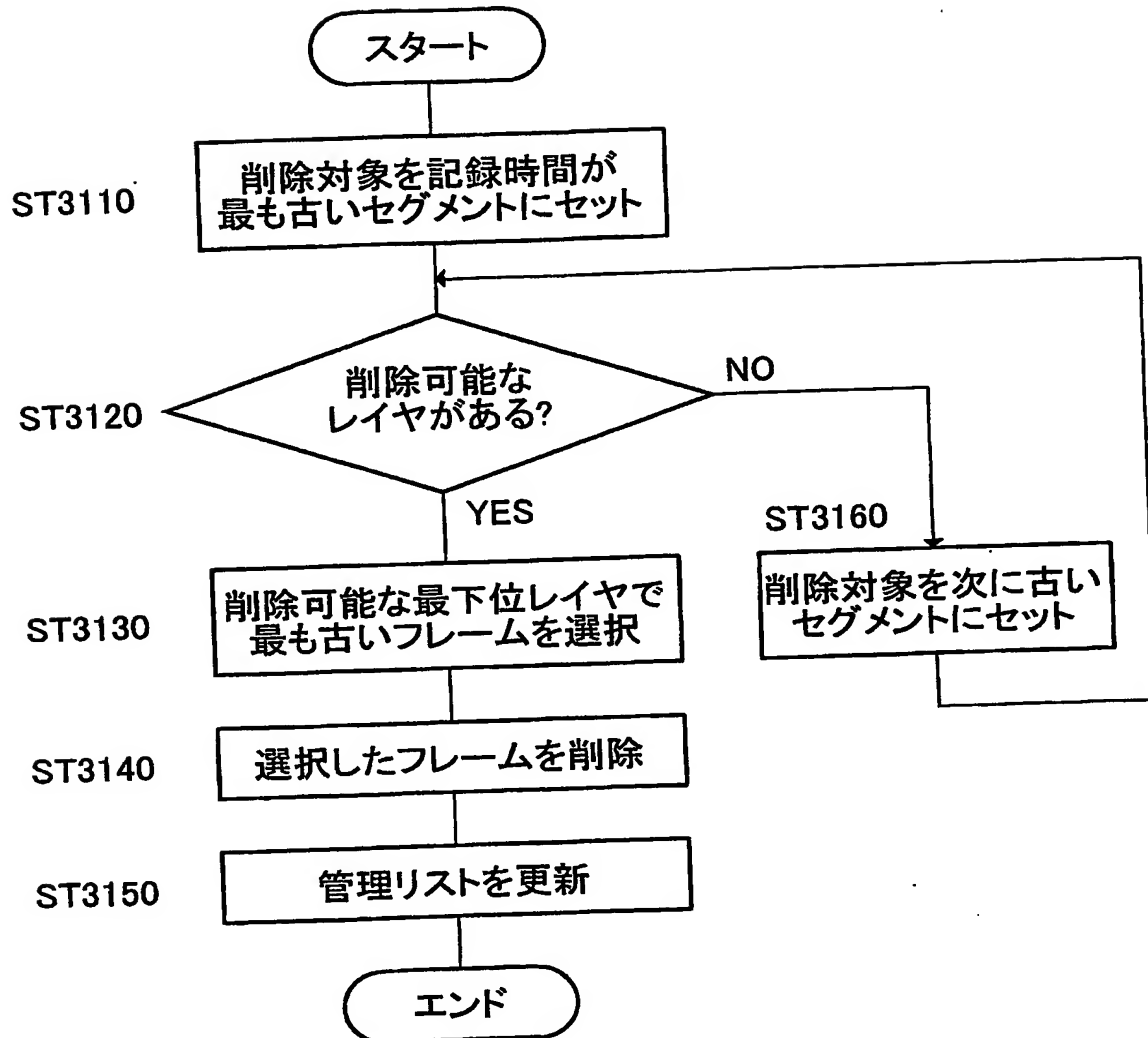 スタート
ST3110
削除対象を記録時間が
最も古いセグメントにセット
ST3120
削除可能な
レイヤがある?
NO
YES
ST3160
削除対象を次に古い
セグメントにセット
ST3130
削除可能な最下位レイヤで
最も古いフレームを選択
ST3140
選択したフレームを削除
ST3150
管理リストを更新
エンド